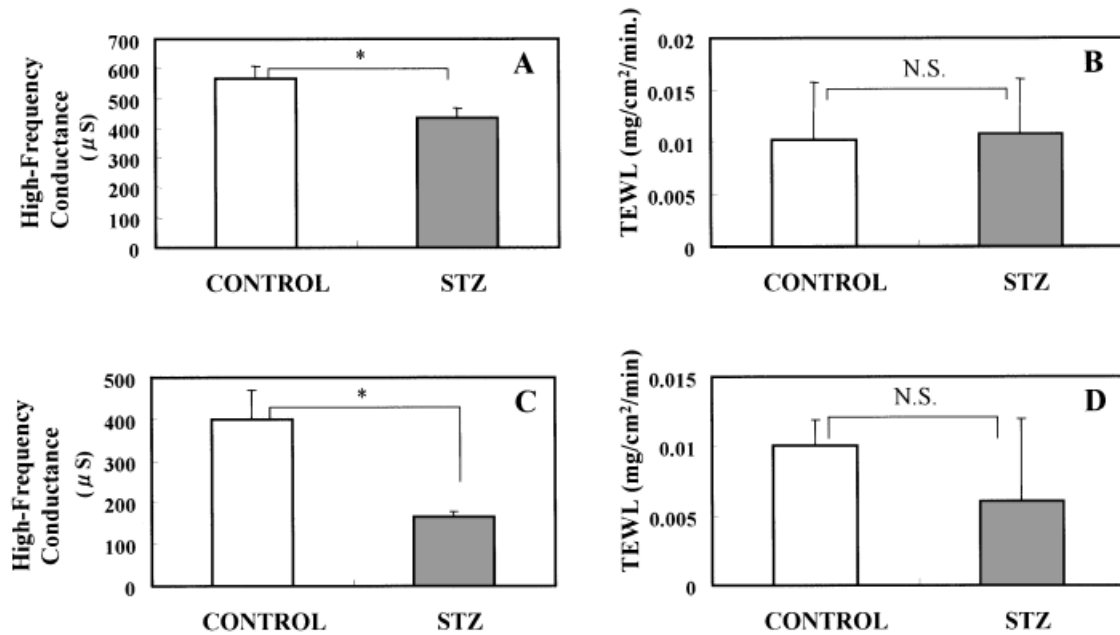 High-Frequency
Conductance
(μ S)
700
600
500
400
300
200
100
0
*
A
CONTROL STZ
TEWL (mg/cm²/min.)
0.02
0.015
0.01
0.005
0
N.S.
B
CONTROL STZ
High-Frequency
Conductance
(μ S)
500
400
300
200
100
0
*
C
CONTROL STZ
TEWL (mg/cm²/min)
0.015
0.01
0.005
0
N.S.
D
CONTROL STZ